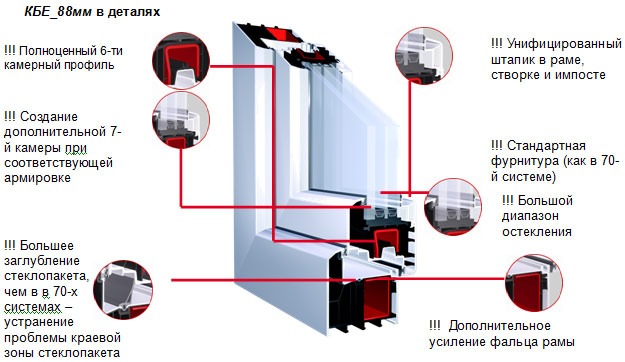 КБЕ_88мм в деталях
!!! Полноценный 6-ти
камерный профиль
!!! Создание
дополнительной 7-
й камеры при
соответствующей
армировке
!!! Большее
заглубление
стеклопакета,
чем в в 70-х
системах –
устранение
проблемы краевой
зоны стеклопакета
!!! Унифицированный
штапик в раме,
створке и импосте
!!! Стандартная
фурнитура (как в 70-
й системе)
!!! Большой
диапазон
остекления
!!! Дополнительное
усиление фальца рамы